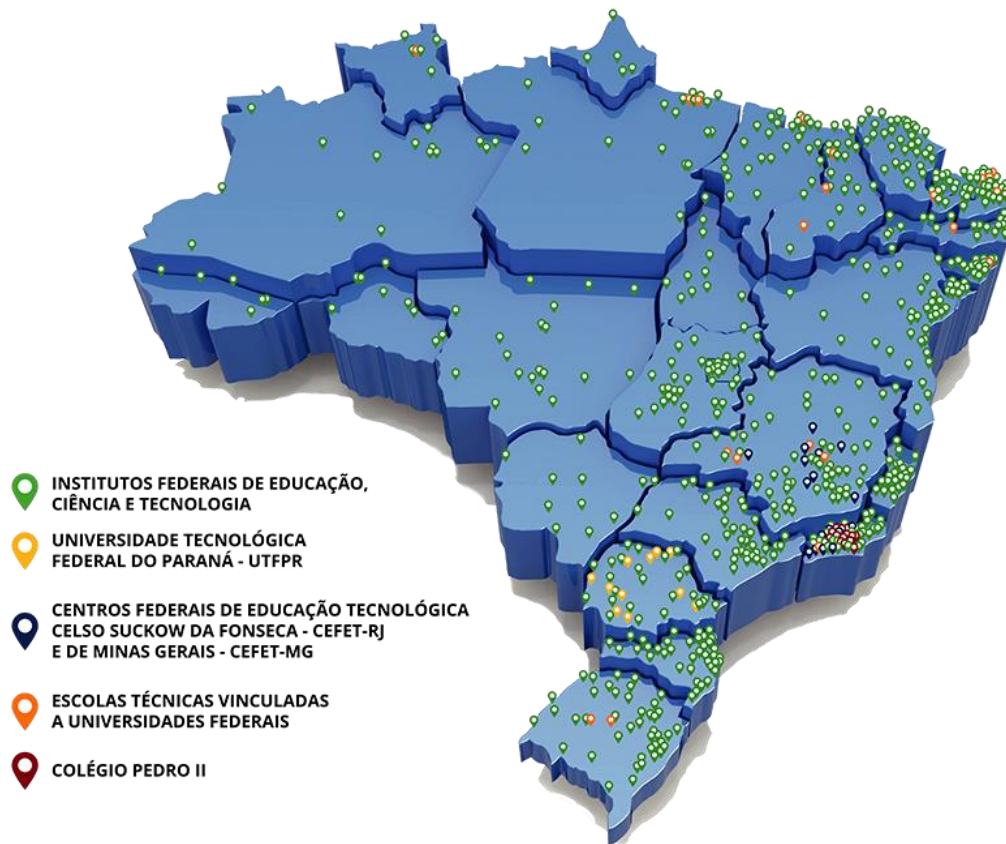 INSTITUTOS FEDERAIS DE EDUCAÇÃO,
CIÊNCIA E TECNOLOGIA
UNIVERSIDADE TECNOLÓGICA
FEDERAL DO PARANÁ - UTFPR
CENTROS FEDERAIS DE EDUCAÇÃO TECNOLÓGICA
CELSO SUCKOW DA FONSECA - CEFET-RJ
E DE MINAS GERAIS - CEFET-MG
ESCOLAS TÉCNICAS VINCULADAS
A UNIVERSIDADES FEDERAIS
COLÉGIO PEDRO II